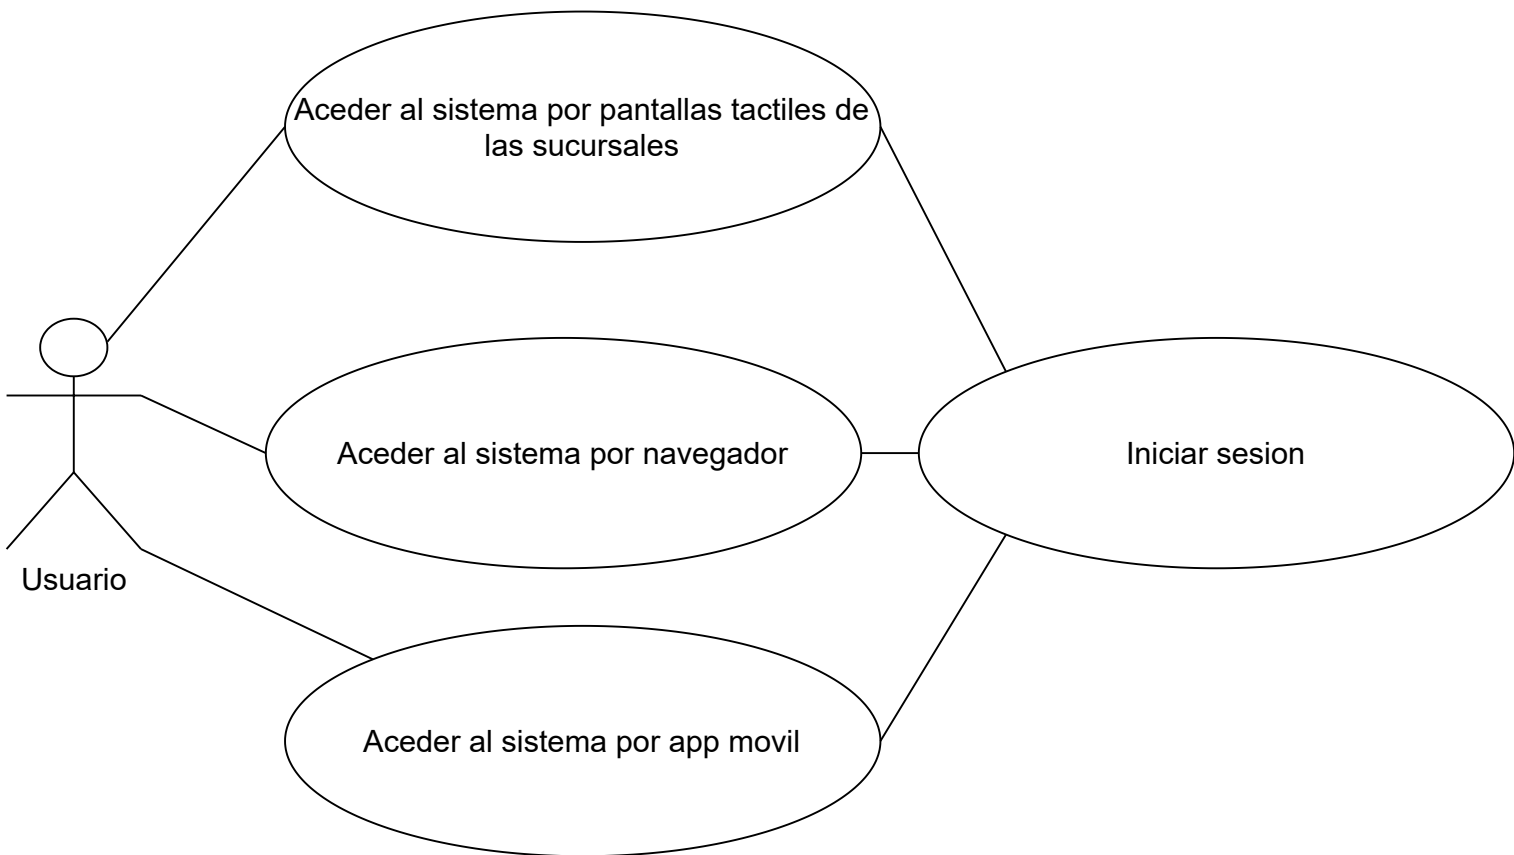 Aceder al sistema por pantallas tactiles de
las sucursales
Aceder al sistema por navegador
Iniciar sesion
Usuario
Aceder al sistema por app movil